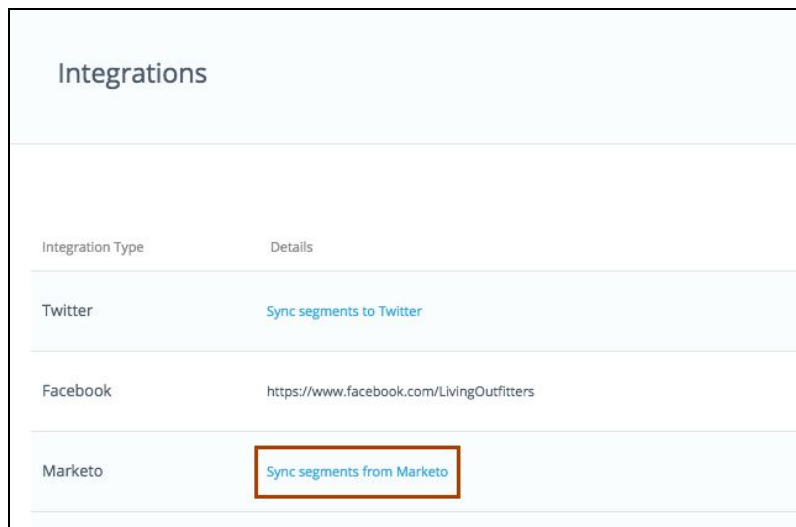 Integrations
Integration Type Details
Twitter Sync segments to Twitter
Facebook https://www.facebook.com/LivingOutfitters
Marketo Sync segments from Marketo